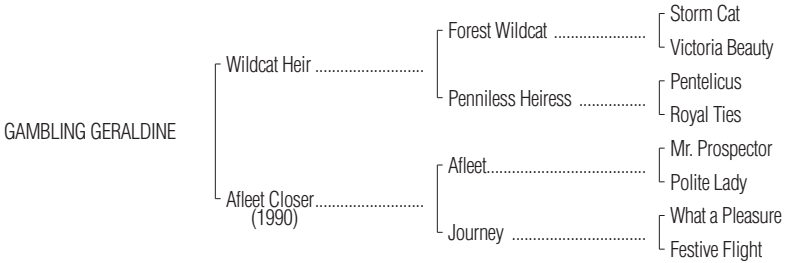 Storm Cat
Forest Wildcat ......................
Victoria Beauty
Wildcat Heir ..........................
Pentelicus
Penniless Heiress ................
Royal Ties
GAMBLING GERALDINE
Mr. Prospector
Afleet......................................
Polite Lady
Afleet Closer..........................
(1990)
What a Pleasure
Journey ................................
Festive Flight